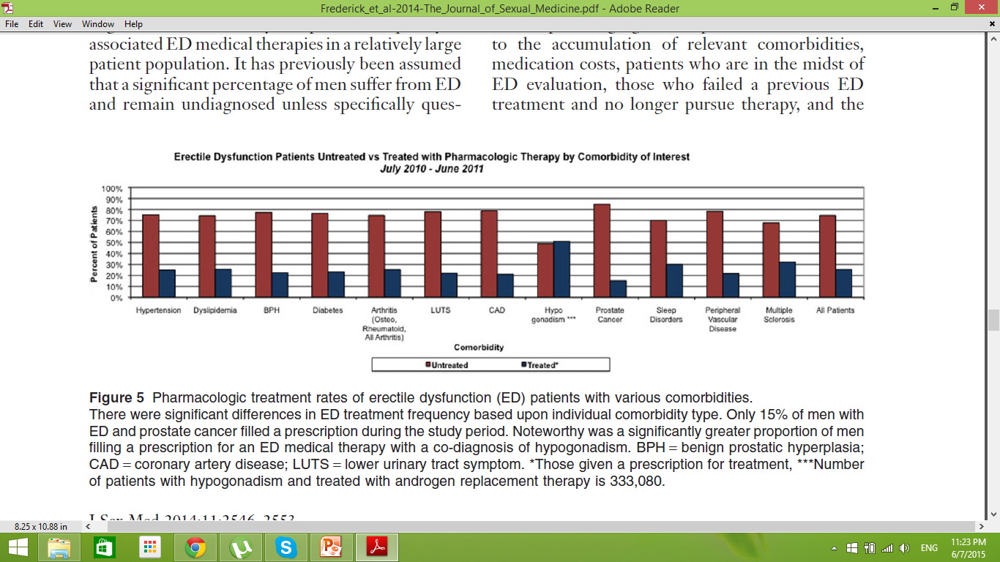 Frederick_et_al-2014-The_Journal_of_Sexual_Medicine.pdf - Adobe Reader
File Edit View Window Help
associated ED medical therapies in a relatively large
patient population. It has previously been assumed
that a significant percentage of men suffer from ED
and remain undiagnosed unless specifically ques-
to the accumulation of relevant comorbidities,
medication costs, patients who are in the midst of
ED evaluation, those who failed a previous ED
treatment and no longer pursue therapy, and the
Erectile Dysfunction Patients Untreated vs Treated with Pharmacologic Therapy by Comorbidity of Interest
July 2010 - June 2011
Percent of Patients
100%
90%
80%
70%
60%
50%
40%
30%
20%
10%
0%
Hypertension
Dyslipidemia
BPH
Diabetes
Arthritis
(Osteo,
Rheumatoid,
All Arthritis)
LUTS
CAD
Hypo
gonadism ***
Prostate
Cancer
Sleep
Disorders
Peripheral
Vascular
Disease
Multiple
Sclerosis
All Patients
Comorbidity
Untreated Treated*
Figure 5 Pharmacologic treatment rates of erectile dysfunction (ED) patients with various comorbidities.
There were significant differences in ED treatment frequency based upon individual comorbidity type. Only 15% of men with
ED and prostate cancer filled a prescription during the study period. Noteworthy was a significantly greater proportion of men
filling a prescription for an ED medical therapy with a co-diagnosis of hypogonadism. BPH = benign prostatic hyperplasia;
CAD = coronary artery disease; LUTS = lower urinary tract symptom. *Those given a prescription for treatment, ***Number
of patients with hypogonadism and treated with androgen replacement therapy is 333,080.
J Sex Med 2014;11:2546–2553
8.25 x 10.88 in
ENG
11:23 PM
6/7/2015